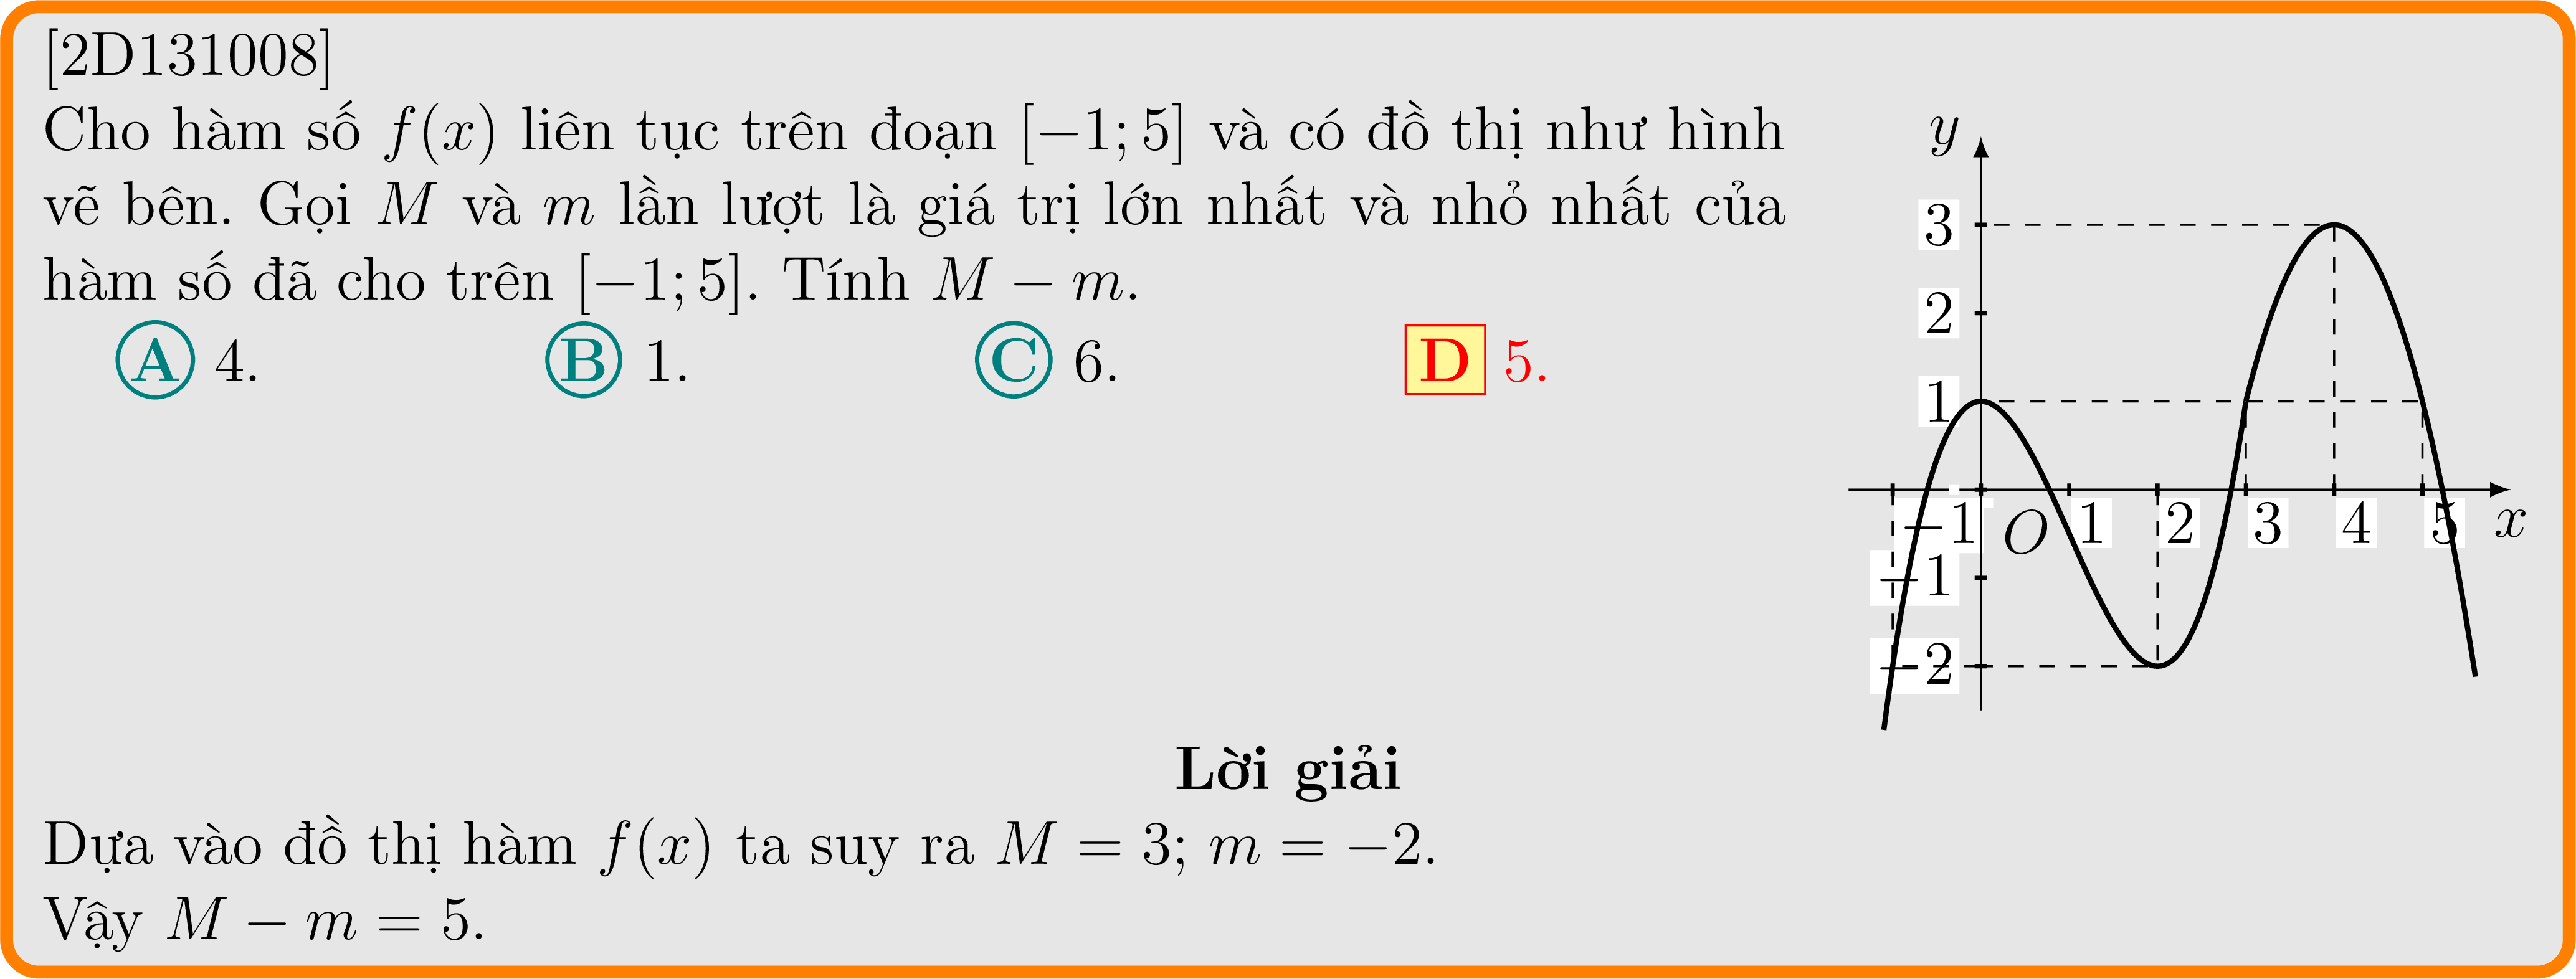 [2D131008]
Cho hàm số f(x) liên tục trên đoạn [−1; 5] và có đồ thị như hình
vẽ bên. Gọi M và m lần lượt là giá trị lớn nhất và nhỏ nhất của
hàm số đã cho trên [−1; 5]. Tính M − m.
A 4. B 1. C 6. D 5.
y
3
2
1
−1 O 1 2 3 4 5 x
−1
−2
Lời giải
Dựa vào đồ thị hàm f(x) ta suy ra M = 3; m = −2.
Vậy M − m = 5.